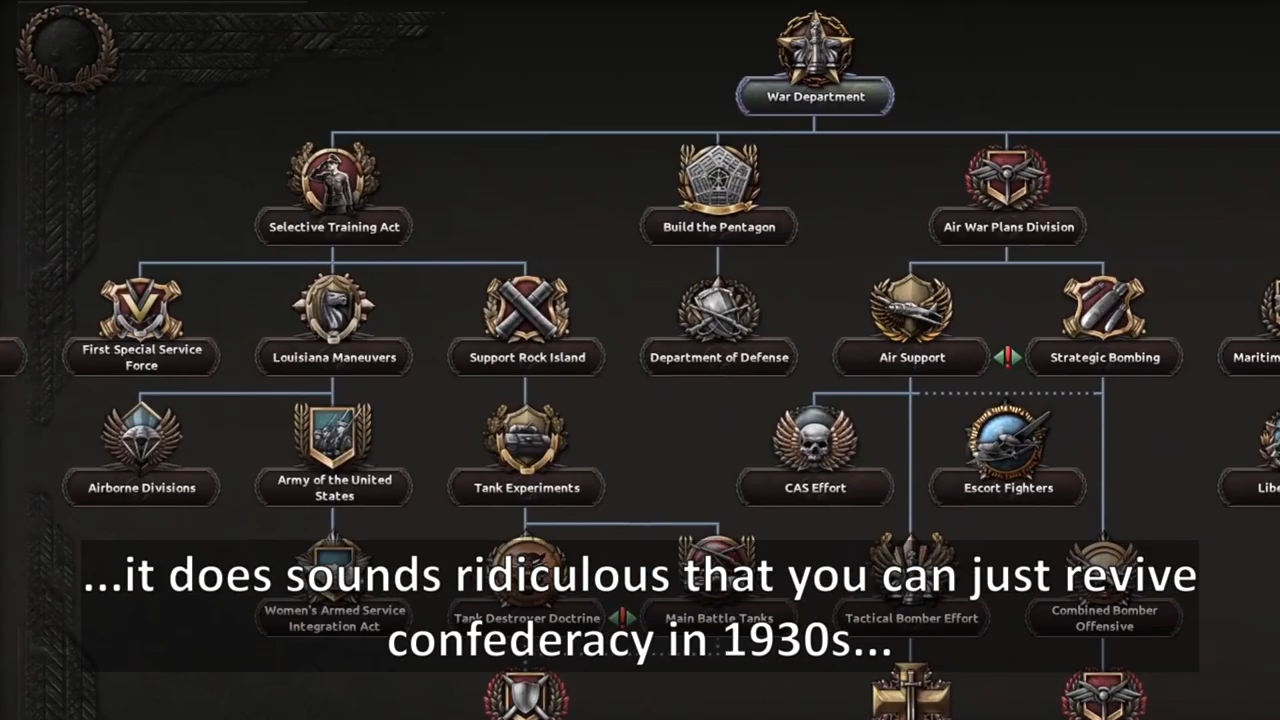 War Department
Selective Training Act
Build the Pentagon
Air War Plans Division
First Special Service
Force
Louisiana Maneuvers
Support Rock Island
Department of Defense
Air Support
Strategic Bombing
Airborne Divisions
Army of the United
States
Tank Experiments
CAS Effort
Escort Fighters
Women's Armed Service
Integration Act
Tank Destroyer Doctrine
Main Battle Tanks
Tactical Bomber Effort
Combined Bomber
Offensive
...it does sounds ridiculous that you can just revive
confederacy in 1930s...